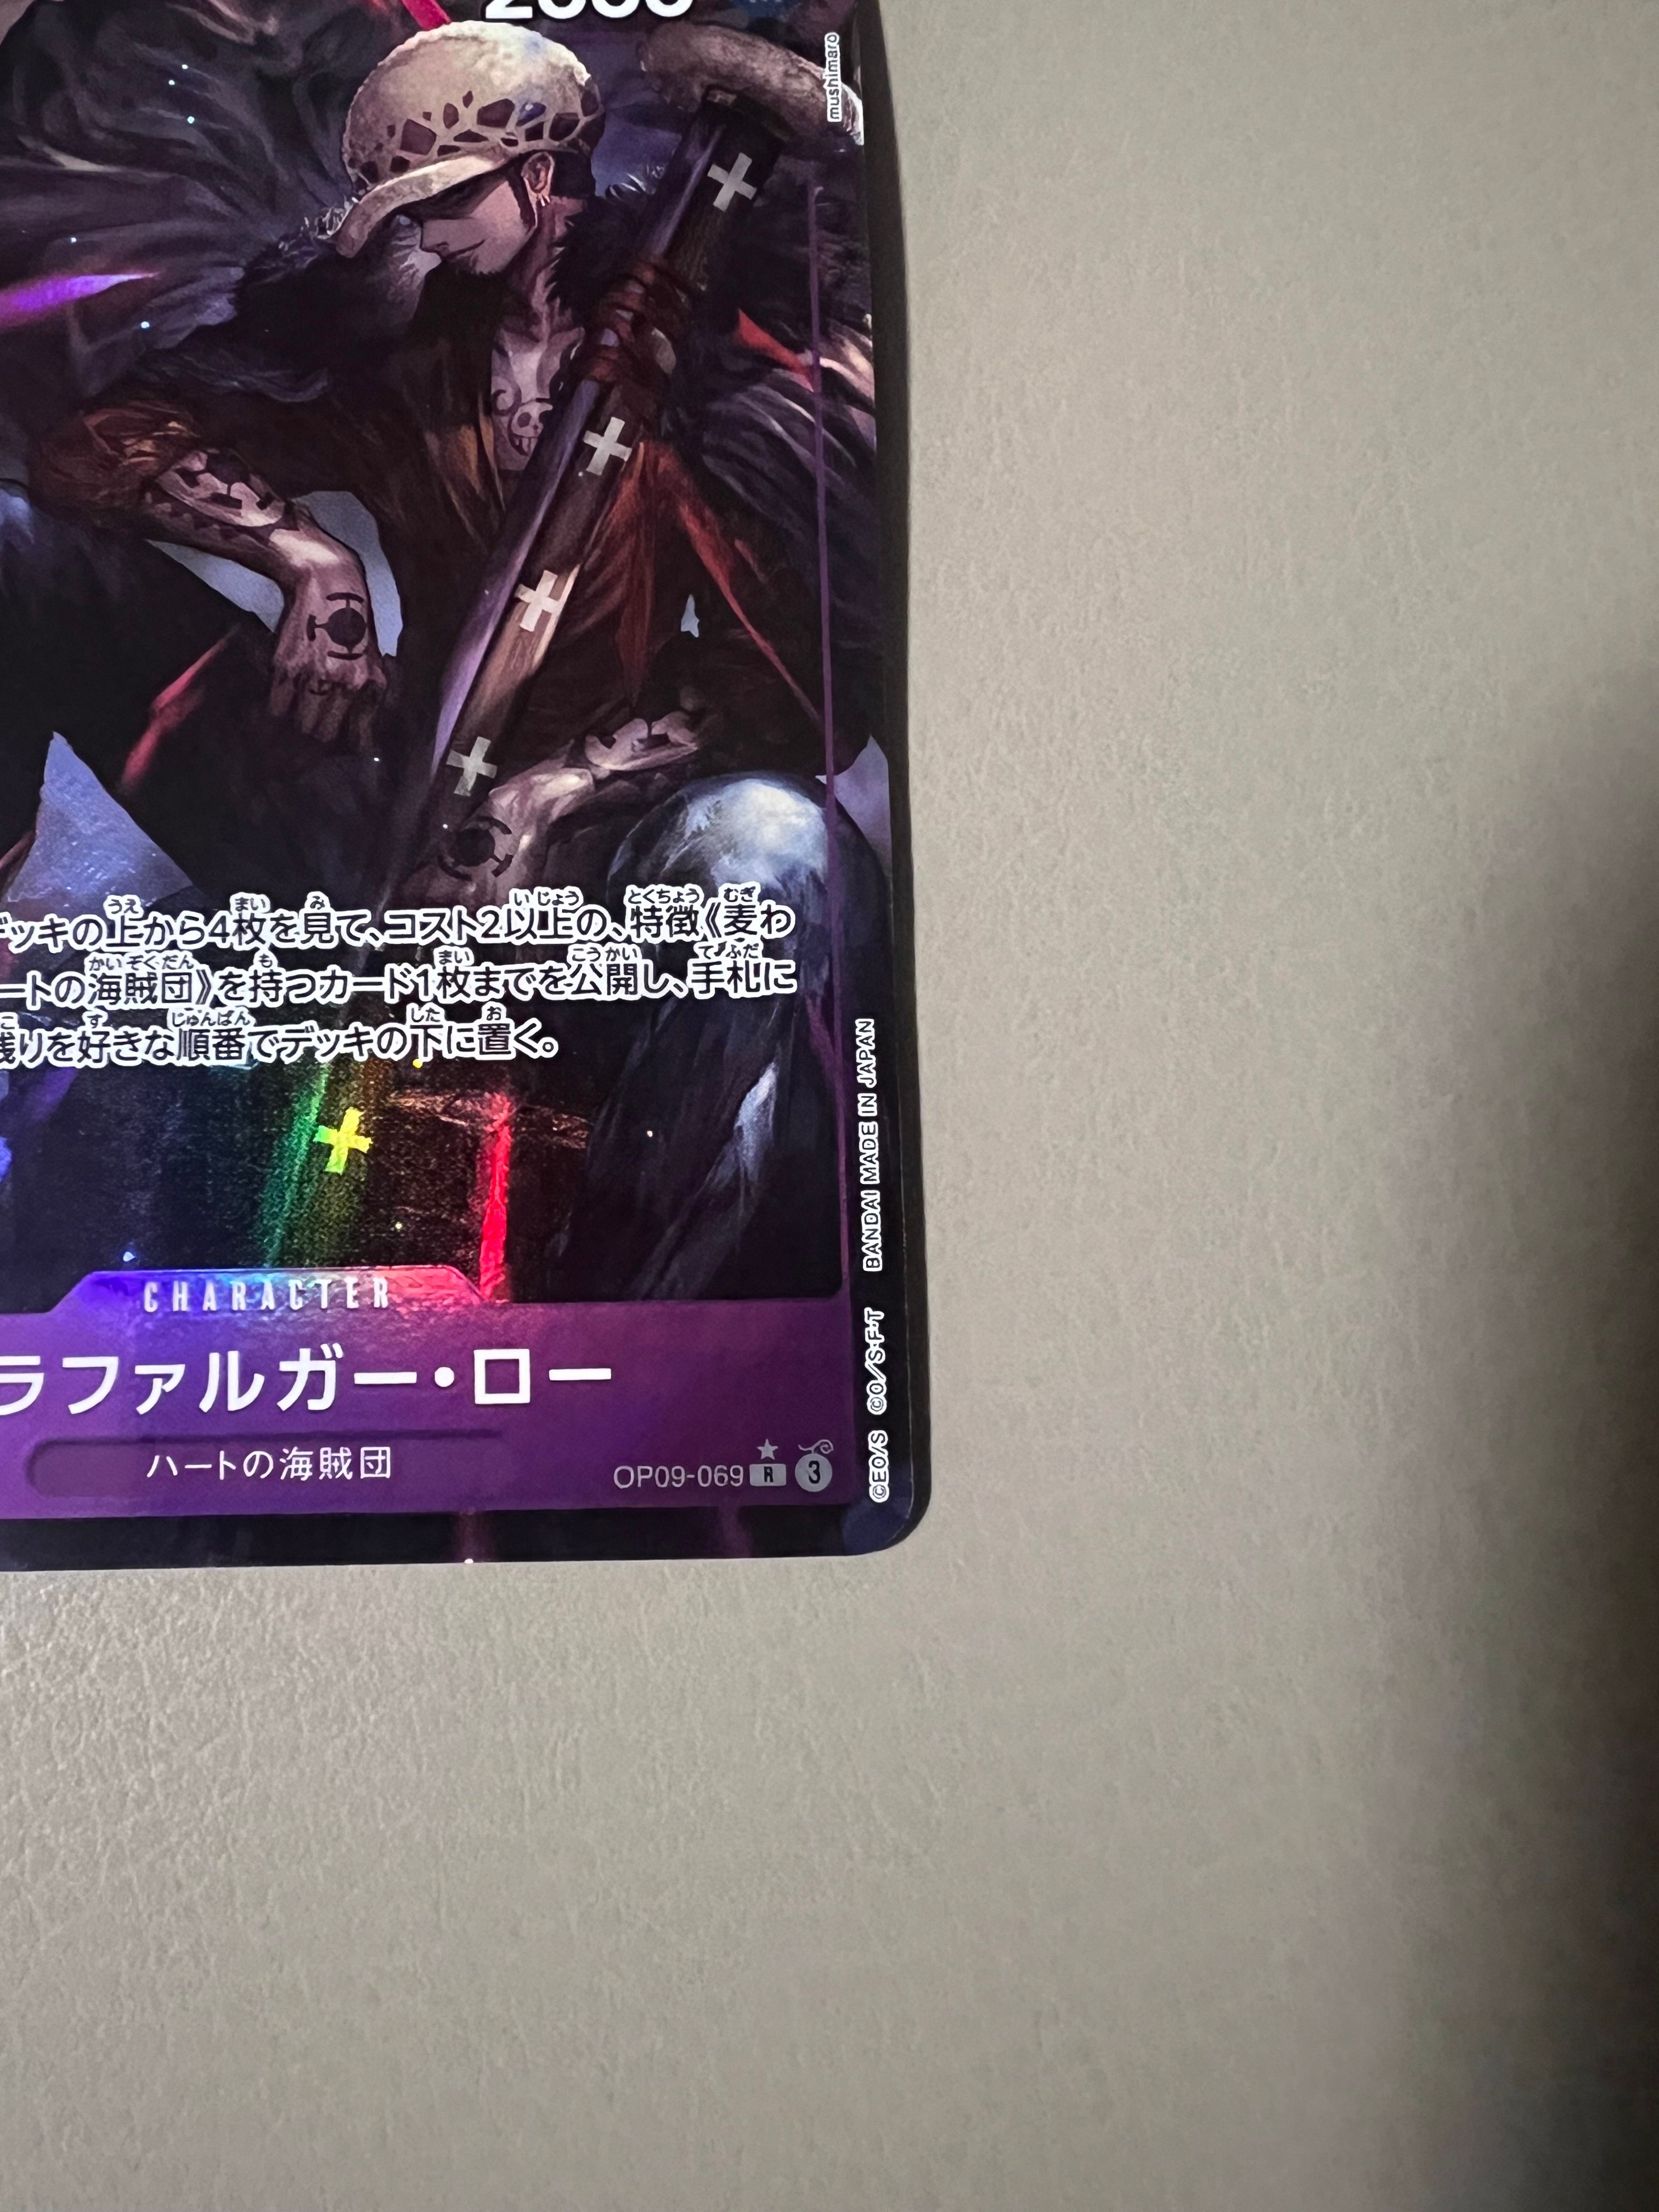 2000
mushimaro
デッキの上から4枚を見て、コスト2以上の、特徴《麦わ
ートの海賊団》を持つカード1枚までを公開し、手札に
残りを好きな順番でデッキの下に置く。
CHARACTER
ラファルガー・ロー
ハートの海賊団
OP09-069 R 3
©EO/S ©O/S·F·T BANDAI MADE IN JAPAN